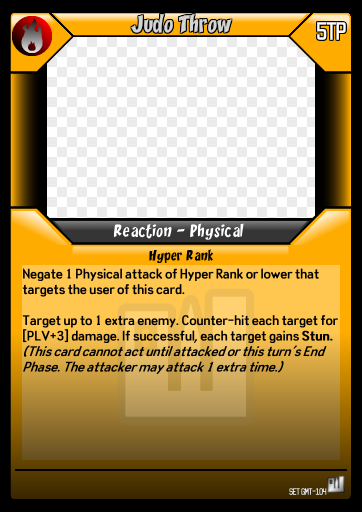 Judo Throw
5TP
Reaction - Physical
Hyper Rank
Negate 1 Physical attack of Hyper Rank or lower that
targets the user of this card.
Target up to 1 extra enemy. Counter-hit each target for
[PLV+3] damage. If successful, each target gains Stun.
(This card cannot act until attacked or this turn's End
Phase. The attacker may attack 1 extra time.)
SET GMT-104